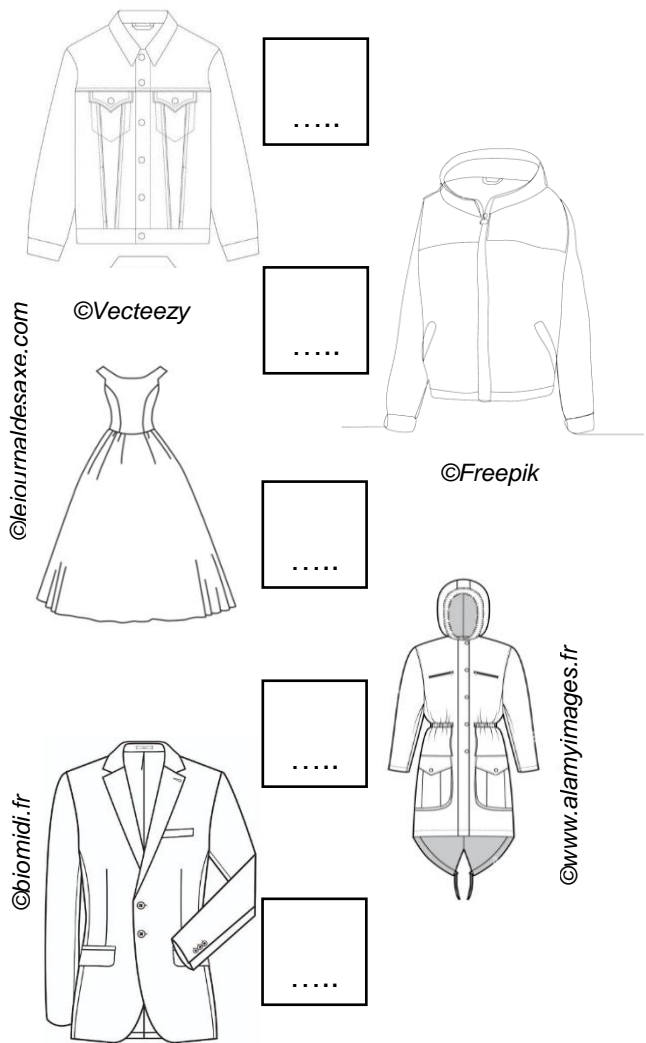 .....
.....
©Vecteezy
©lejournaldesaxe.com
©Freepik
.....
.....
©www.alamyimages.fr
©biomidi.fr
.....